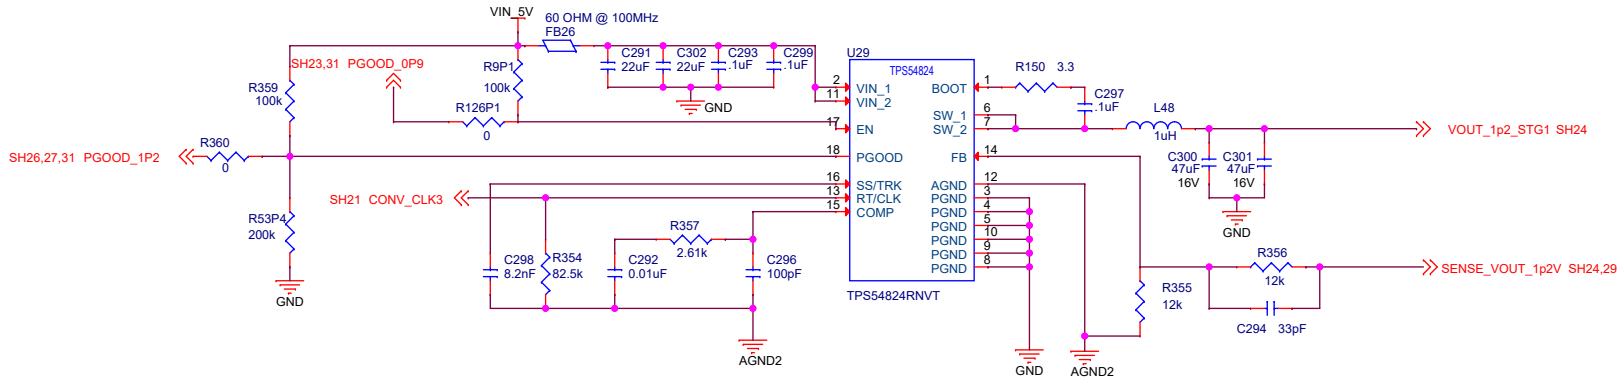 VIN_5V
60 OHM @ 100MHz
FB26
SH23,31 PGOOD_0P9
R359
100k
R9P1
100k
C291
22uF
C302
22uF
C293
.1uF
C299
.1uF
GND
R126P1
0
R360
0
SH26,27,31 PGOOD_1P2
SH21 CONV_CLK3
R53P4
200k
GND
C298
8.2nF
R354
82.5k
C292
0.01uF
R357
2.61k
C296
100pF
AGND2
U29
TPS54824
2 VIN_1
11 VIN_2
17 EN
18 PGOOD
16 SS/TRK
13 RT/CLK
15 COMP
BOOT 1
SW_1 6
SW_2 7
FB 14
AGND 12
PGND 3
PGND 4
PGND 5
PGND 10
PGND 9
PGND 8
TPS54824RNVT
R150 3.3
C297
.1uF
L48
1uH
VOUT_1p2_STG1 SH24
C300
47uF
16V
C301
47uF
16V
GND
R356
12k
SENSE_VOUT_1p2V SH24,29
R355
12k
C294 33pF
GND
AGND2